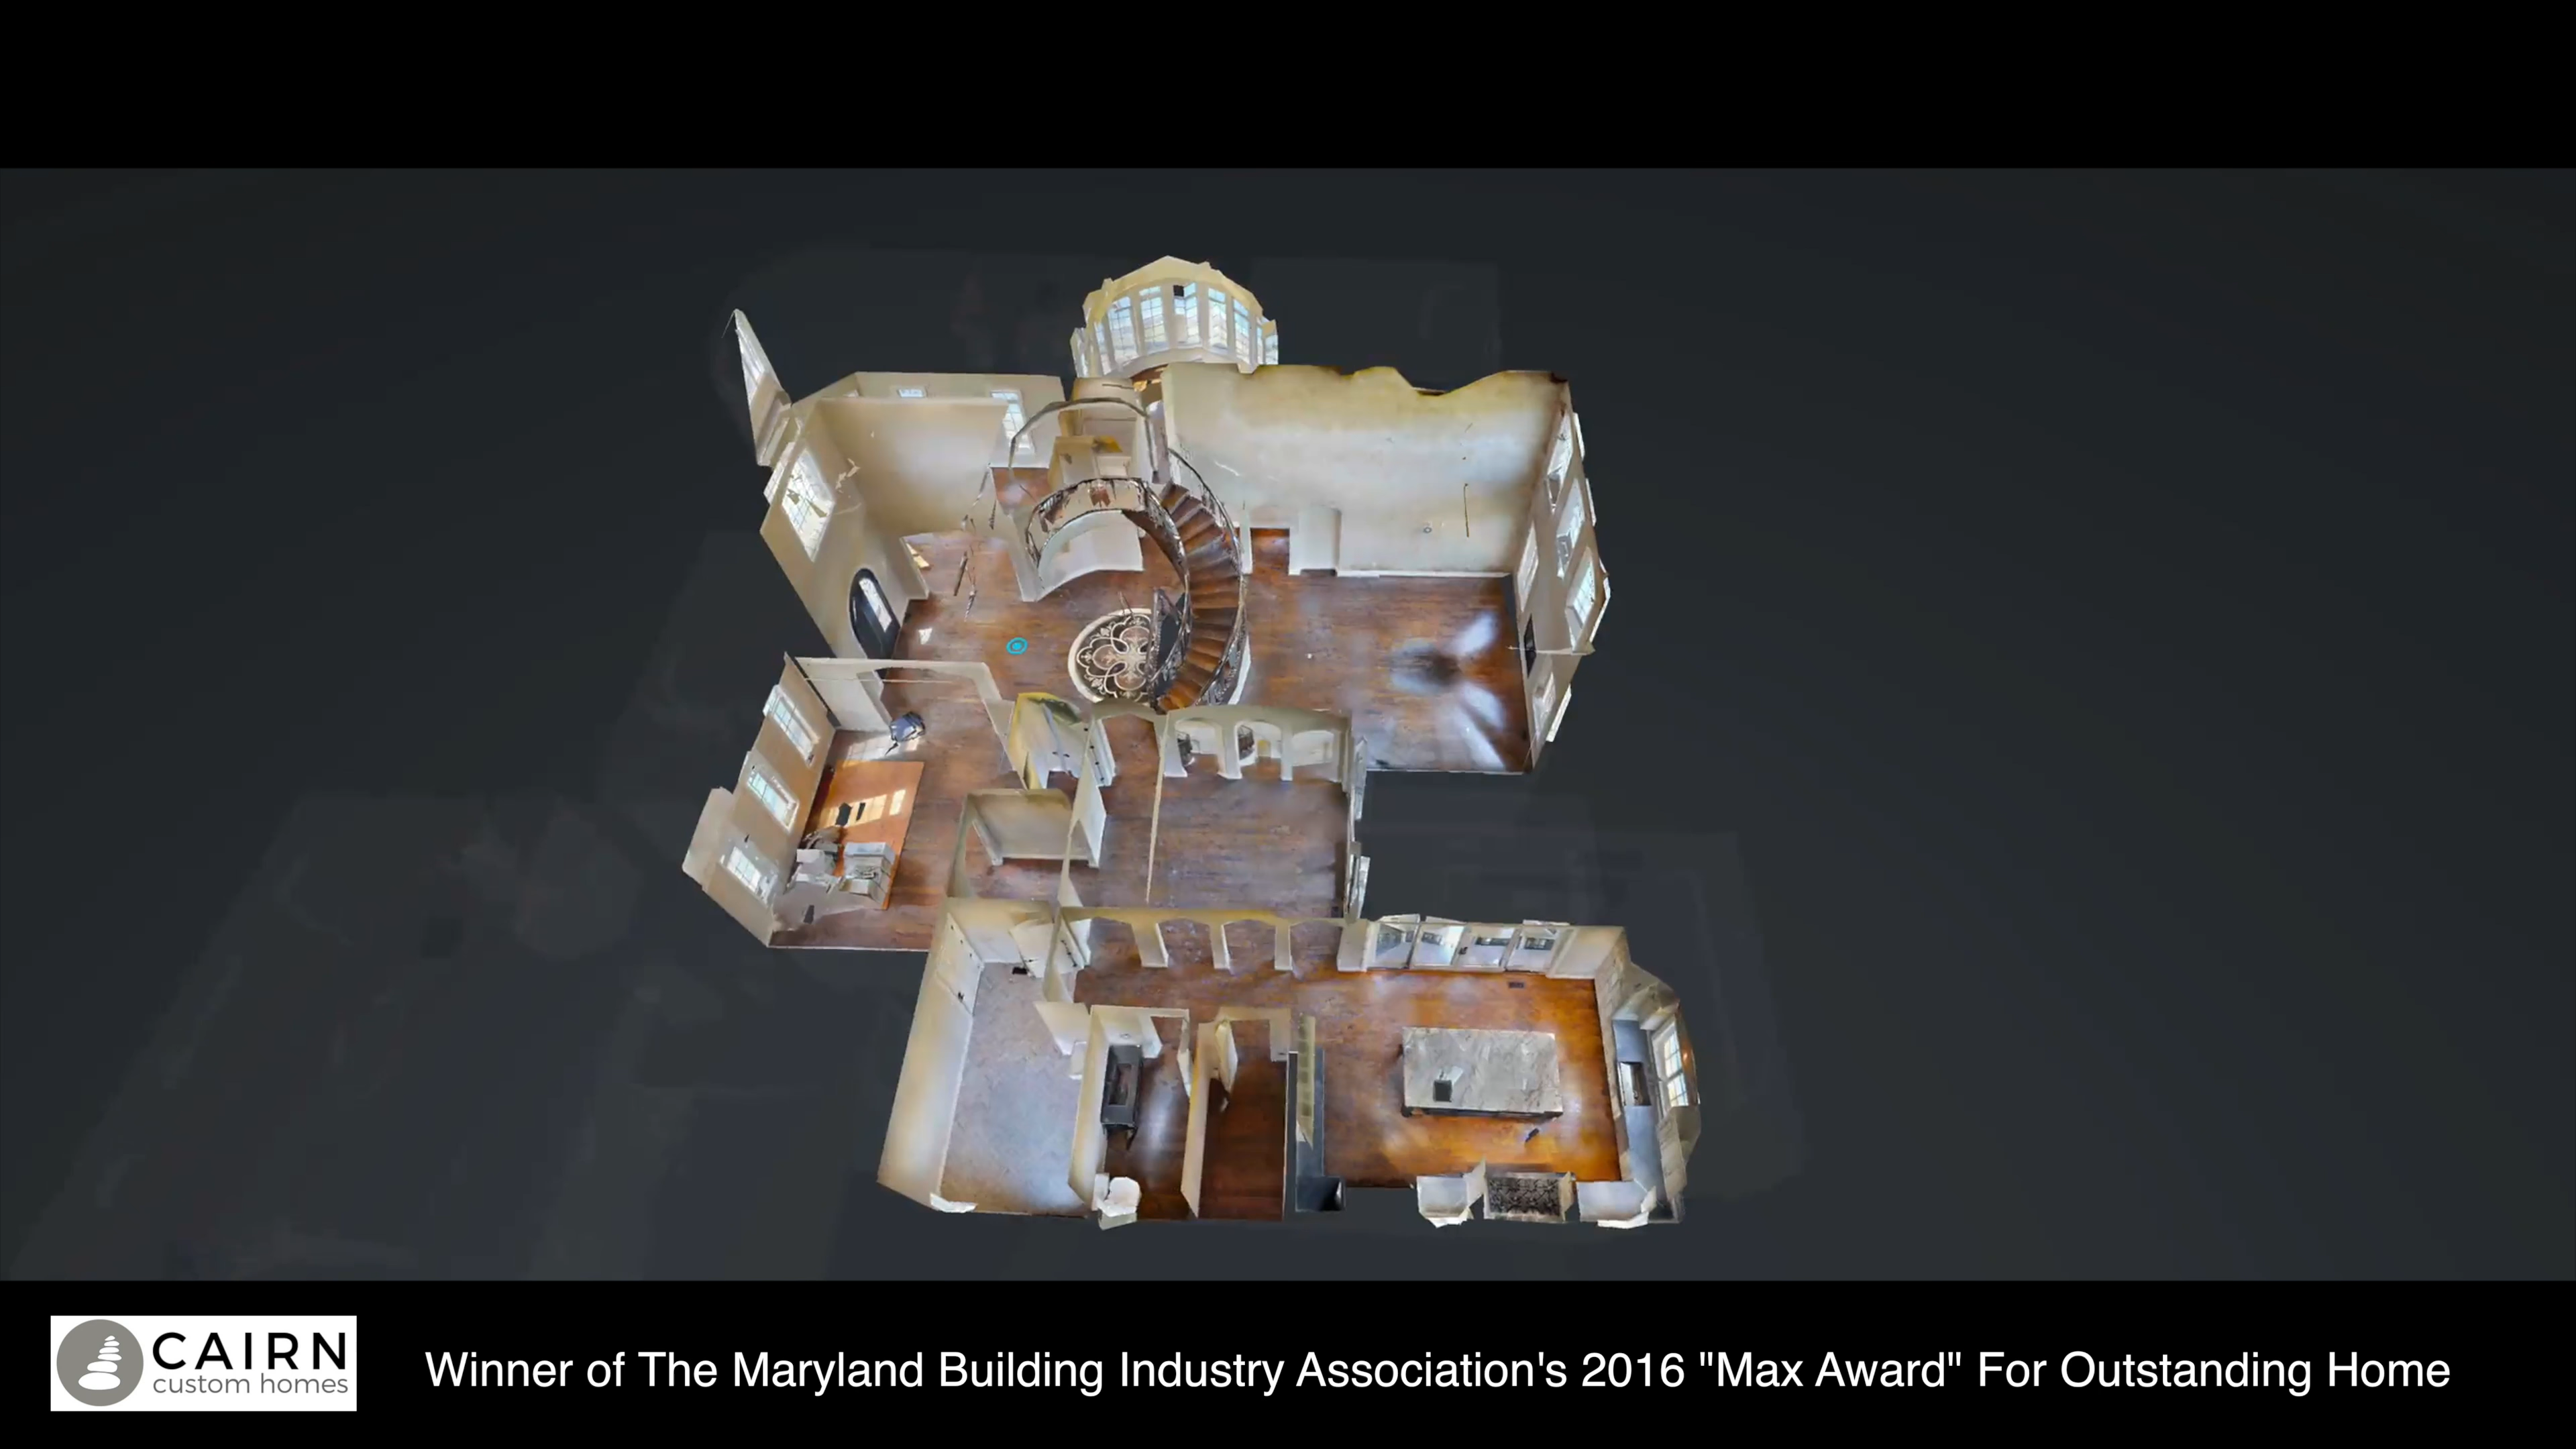 CAIRN
custom homes
Winner of The Maryland Building Industry Association's 2016 "Max Award" For Outstanding Home